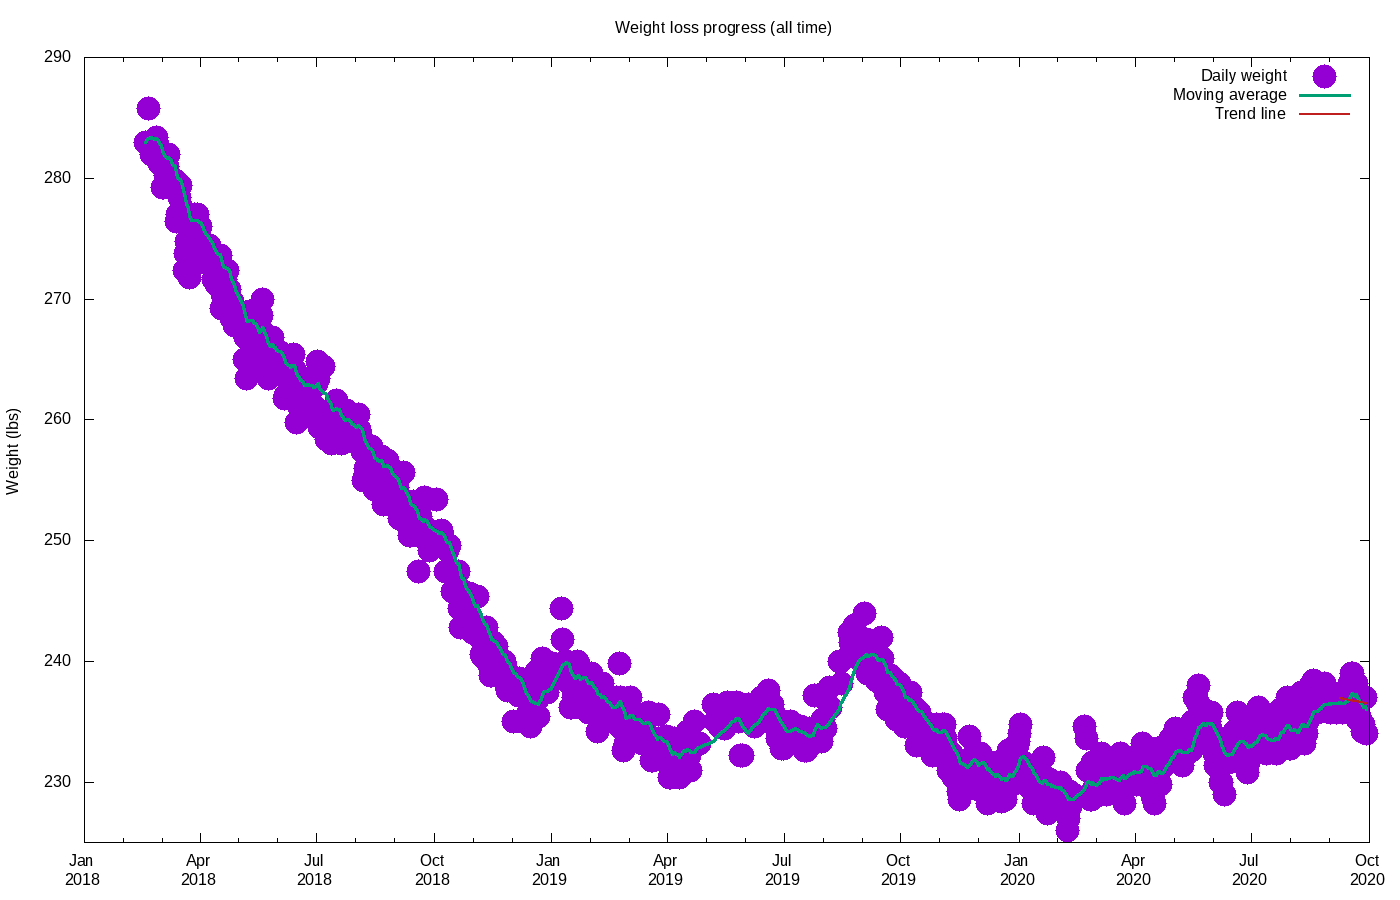 Weight loss progress (all time)
290
280
270
260
250
240
230
Weight (lbs)
Daily weight
Moving average
Trend line
Jan Apr Jul Oct Jan Apr Jul Oct Jan Apr Jul Oct
2018 2018 2018 2018 2019 2019 2019 2019 2020 2020 2020 2020